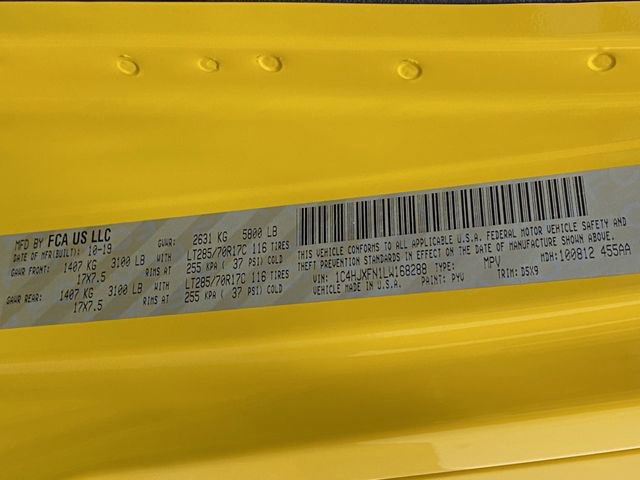 MFD BY FCA US LLC
DATE OF MFR(BUILT): 10-19 GVWR: 2631 KG 5800 LB
GAWR FRONT: 1407 KG 3100 LB WITH LT285/70R17C 116 TIRES
17X7.5 RIMS AT 255 KPA ( 37 PSI) COLD
GAWR REAR: 1407 KG 3100 LB WITH LT285/70R17C 116 TIRES
17X7.5 RIMS AT 255 KPA ( 37 PSI) COLD
THIS VEHICLE CONFORMS TO ALL APPLICABLE U.S.A. FEDERAL MOTOR VEHICLE SAFETY AND
THEFT PREVENTION STANDARDS IN EFFECT ON THE DATE OF MANUFACTURE SHOWN ABOVE.
VIN: 1C4HJXFN1LW168288 TYPE: MPV MDH: 100812 455AA
VEHICLE MADE IN U.S.A. PAINT: PYV TRIM: D5X9